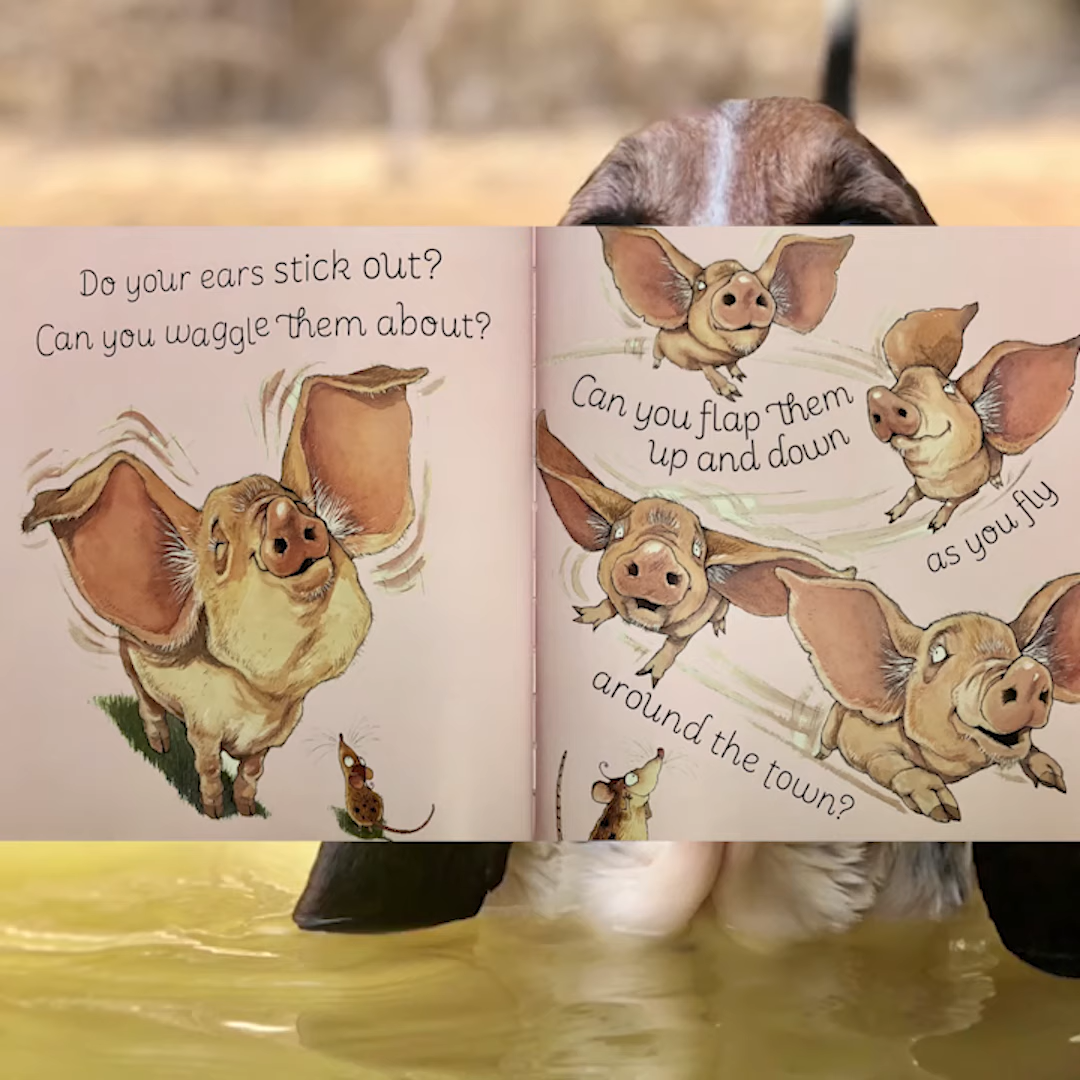 Do your ears stick out?
Can you waggle them about?
Can you flap them
up and down
as you fly
around the town?